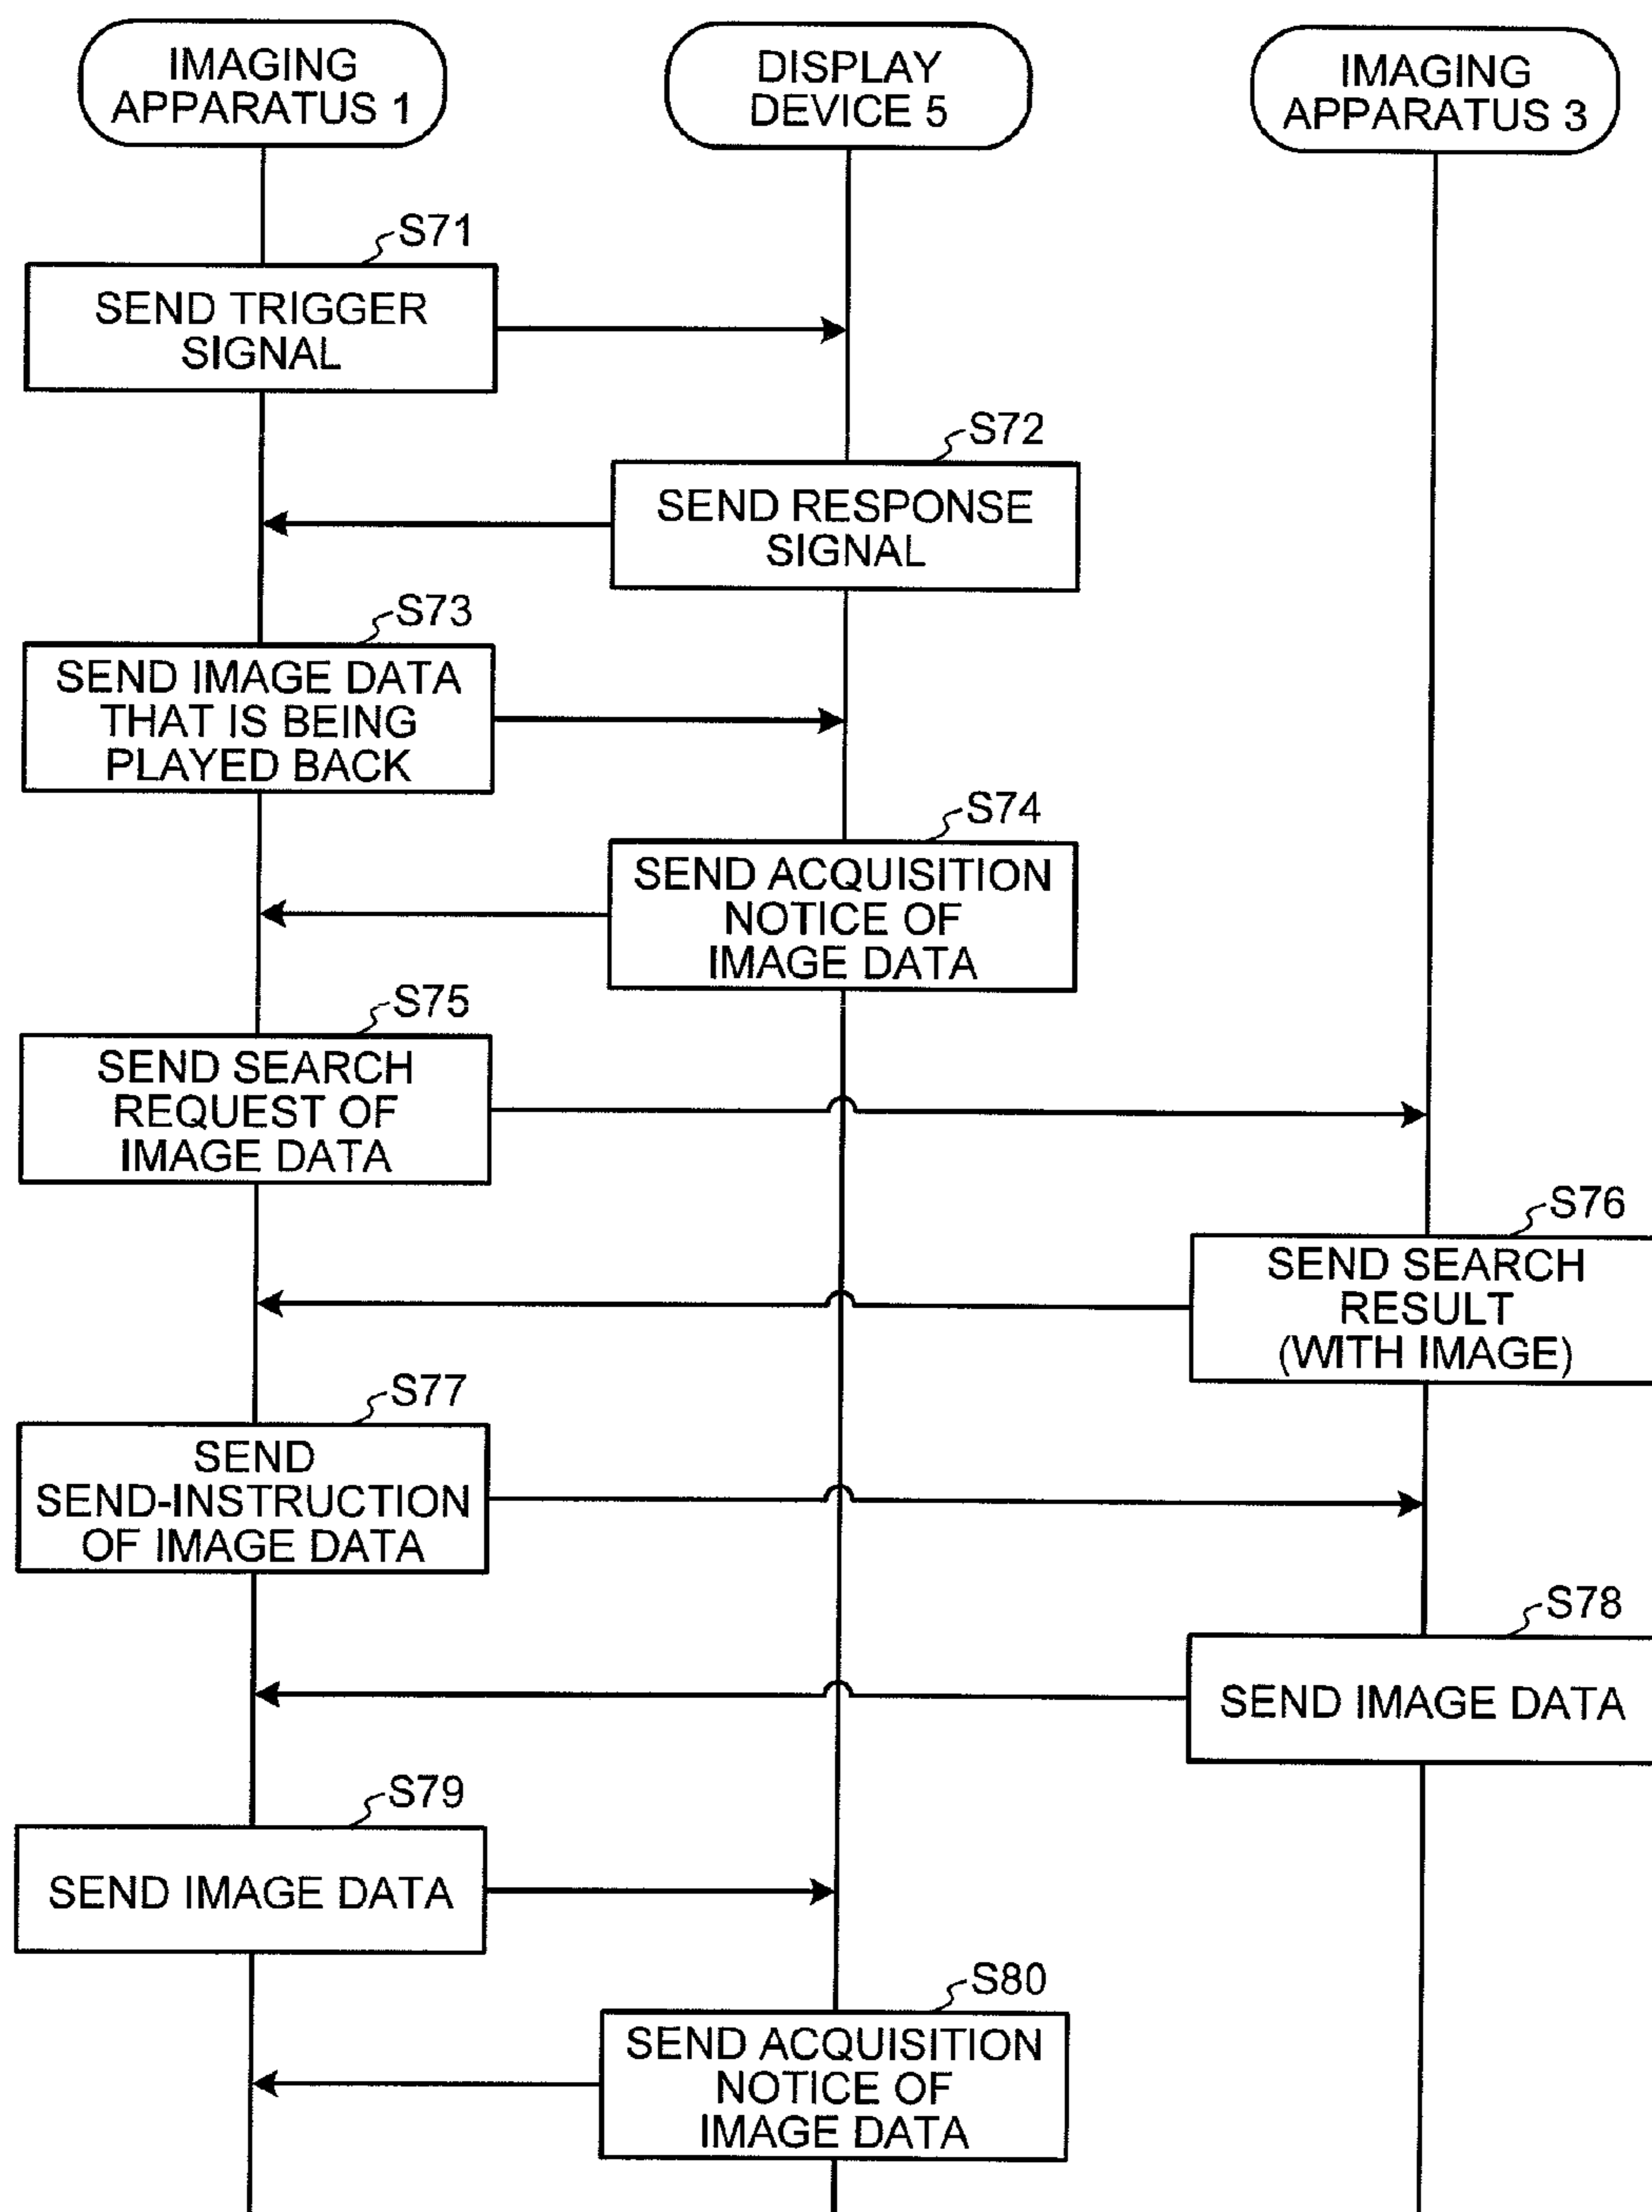 IMAGING
APPARATUS 1
DISPLAY
DEVICE 5
IMAGING
APPARATUS 3
S71
SEND TRIGGER
SIGNAL
S72
SEND RESPONSE
SIGNAL
S73
SEND IMAGE DATA
THAT IS BEING
PLAYED BACK
S74
SEND ACQUISITION
NOTICE OF
IMAGE DATA
S75
SEND SEARCH
REQUEST OF
IMAGE DATA
S76
SEND SEARCH
RESULT
(WITH IMAGE)
S77
SEND
SEND-INSTRUCTION
OF IMAGE DATA
S78
SEND IMAGE DATA
S79
SEND IMAGE DATA
S80
SEND ACQUISITION
NOTICE OF
IMAGE DATA